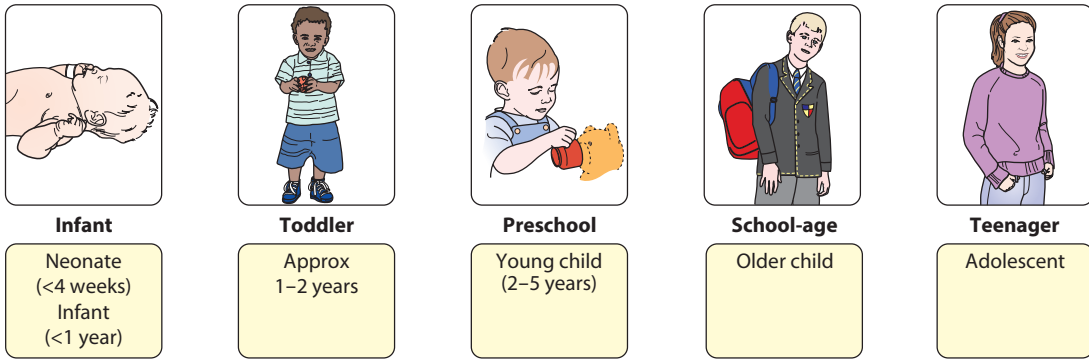 Infant
Neonate
(<4 weeks)
Infant
(<1 year)
Toddler
Approx
1–2 years
Preschool
Young child
(2–5 years)
School-age
Older child
Teenager
Adolescent